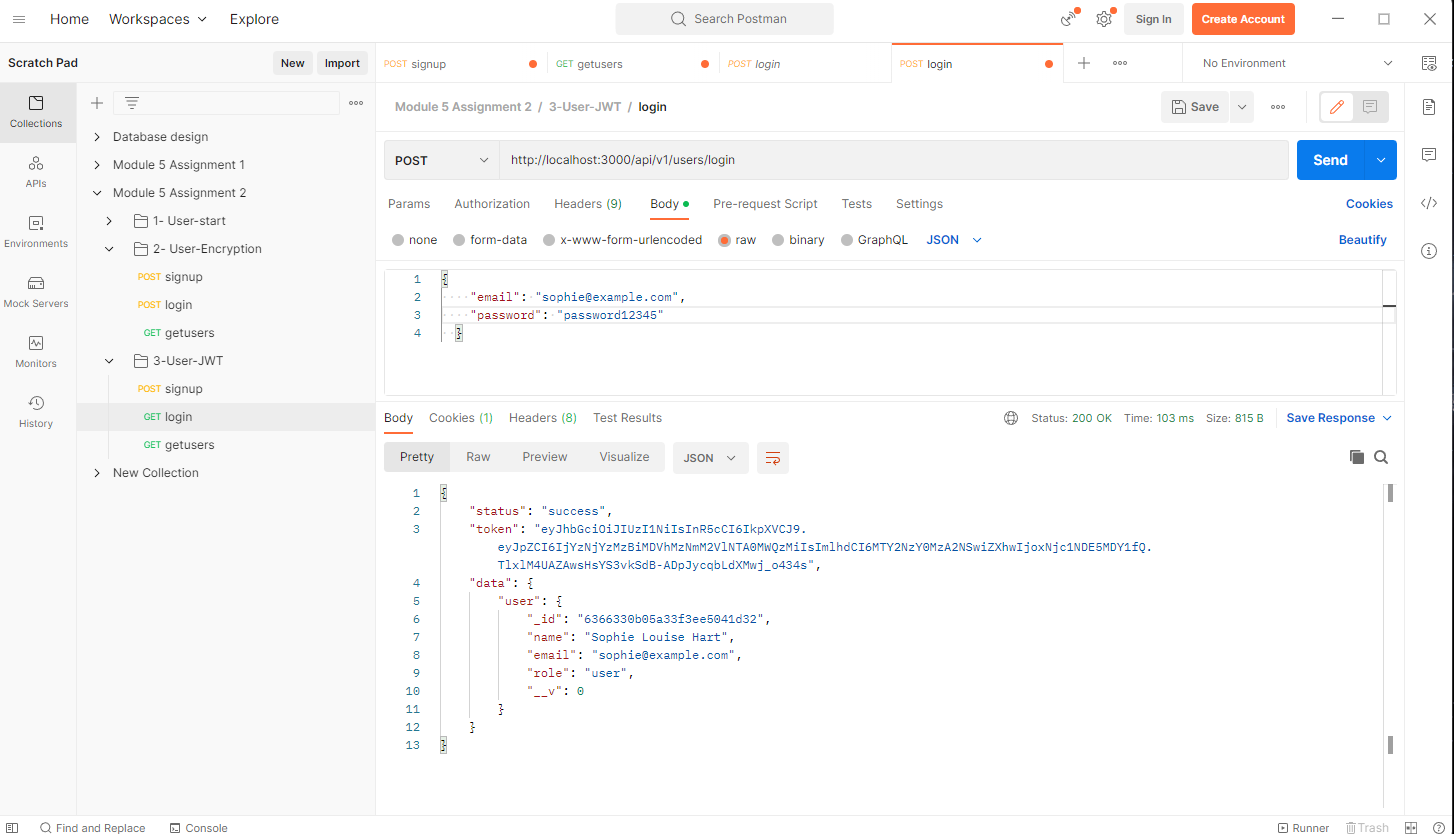 Home Workspaces Explore Search Postman Sign In Create Account
Scratch Pad New Import POST signup GET getusers POST login POST login No Environment
Collections
APIs
Environments
Mock Servers
Monitors
History
Database design
Module 5 Assignment 1
Module 5 Assignment 2
1- User-start
2- User-Encryption
POST signup
POST login
GET getusers
3-User-JWT
POST signup
GET login
GET getusers
New Collection
Module 5 Assignment 2 / 3-User-JWT / login Save
POST http://localhost:3000/api/v1/users/login Send
Params Authorization Headers (9) Body Pre-request Script Tests Settings Cookies
none form-data x-www-form-urlencoded raw binary GraphQL JSON Beautify
1 {
2 "email": "sophie@example.com",
3 "password": "password12345"
4 }
Body Cookies (1) Headers (8) Test Results Status: 200 OK Time: 103 ms Size: 815 B Save Response
Pretty Raw Preview Visualize JSON
1 {
2 "status": "success",
3 "token": "eyJhbGciOiJIUzI1NiIsInR5cCI6IkpXVCJ9.
eyJpZCI6IjYzNjYzMzBiMDVhMzNmM2VlNTA0MWQzMiIsImlhdCI6MTY2NzY0MzA2NSwiZXhwIjoxNjc1NDE5MDY1fQ.
TlxlM4UAZAwsHsYS3vkSdB-ADpJycqbLdXMwj_o434s",
4 "data": {
5 "user": {
6 "_id": "6366330b05a33f3ee5041d32",
7 "name": "Sophie Louise Hart",
8 "email": "sophie@example.com",
9 "role": "user",
10 "__v": 0
11 }
12 }
13 }
Find and Replace Console Runner Trash